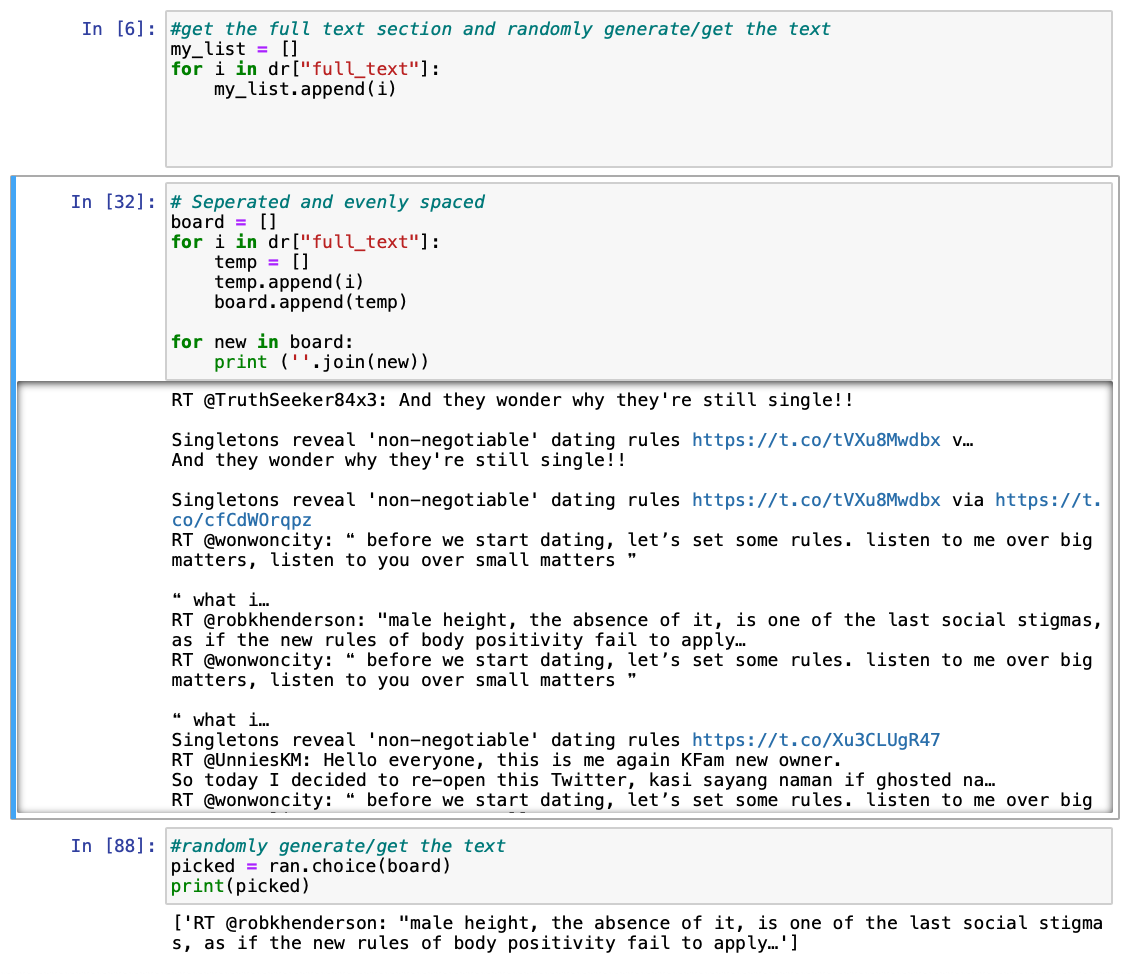 In [6]: #get the full text section and randomly generate/get the text
my_list = []
for i in dr["full_text"]:
    my_list.append(i)
In [32]: # Seperated and evenly spaced
board = []
for i in dr["full_text"]:
    temp = []
    temp.append(i)
    board.append(temp)
for new in board:
    print (''.join(new))
RT @TruthSeeker84x3: And they wonder why they're still single!!
Singletons reveal 'non-negotiable' dating rules https://t.co/tVXu8Mwdbx v…
And they wonder why they're still single!!
Singletons reveal 'non-negotiable' dating rules https://t.co/tVXu8Mwdbx via https://t.
co/cfCdWOrqpz
RT @wonwoncity: “ before we start dating, let’s set some rules. listen to me over big
matters, listen to you over small matters ”
“ what i…
RT @robkhenderson: "male height, the absence of it, is one of the last social stigmas,
as if the new rules of body positivity fail to apply…
RT @wonwoncity: “ before we start dating, let’s set some rules. listen to me over big
matters, listen to you over small matters ”
“ what i…
Singletons reveal 'non-negotiable' dating rules https://t.co/Xu3CLUgR47
RT @UnniesKM: Hello everyone, this is me again KFam new owner.
So today I decided to re-open this Twitter, kasi sayang naman if ghosted na…
RT @wonwoncity: “ before we start dating, let’s set some rules. listen to me over big
In [88]: #randomly generate/get the text
picked = ran.choice(board)
print(picked)
['RT @robkhenderson: "male height, the absence of it, is one of the last social stigma
s, as if the new rules of body positivity fail to apply…']